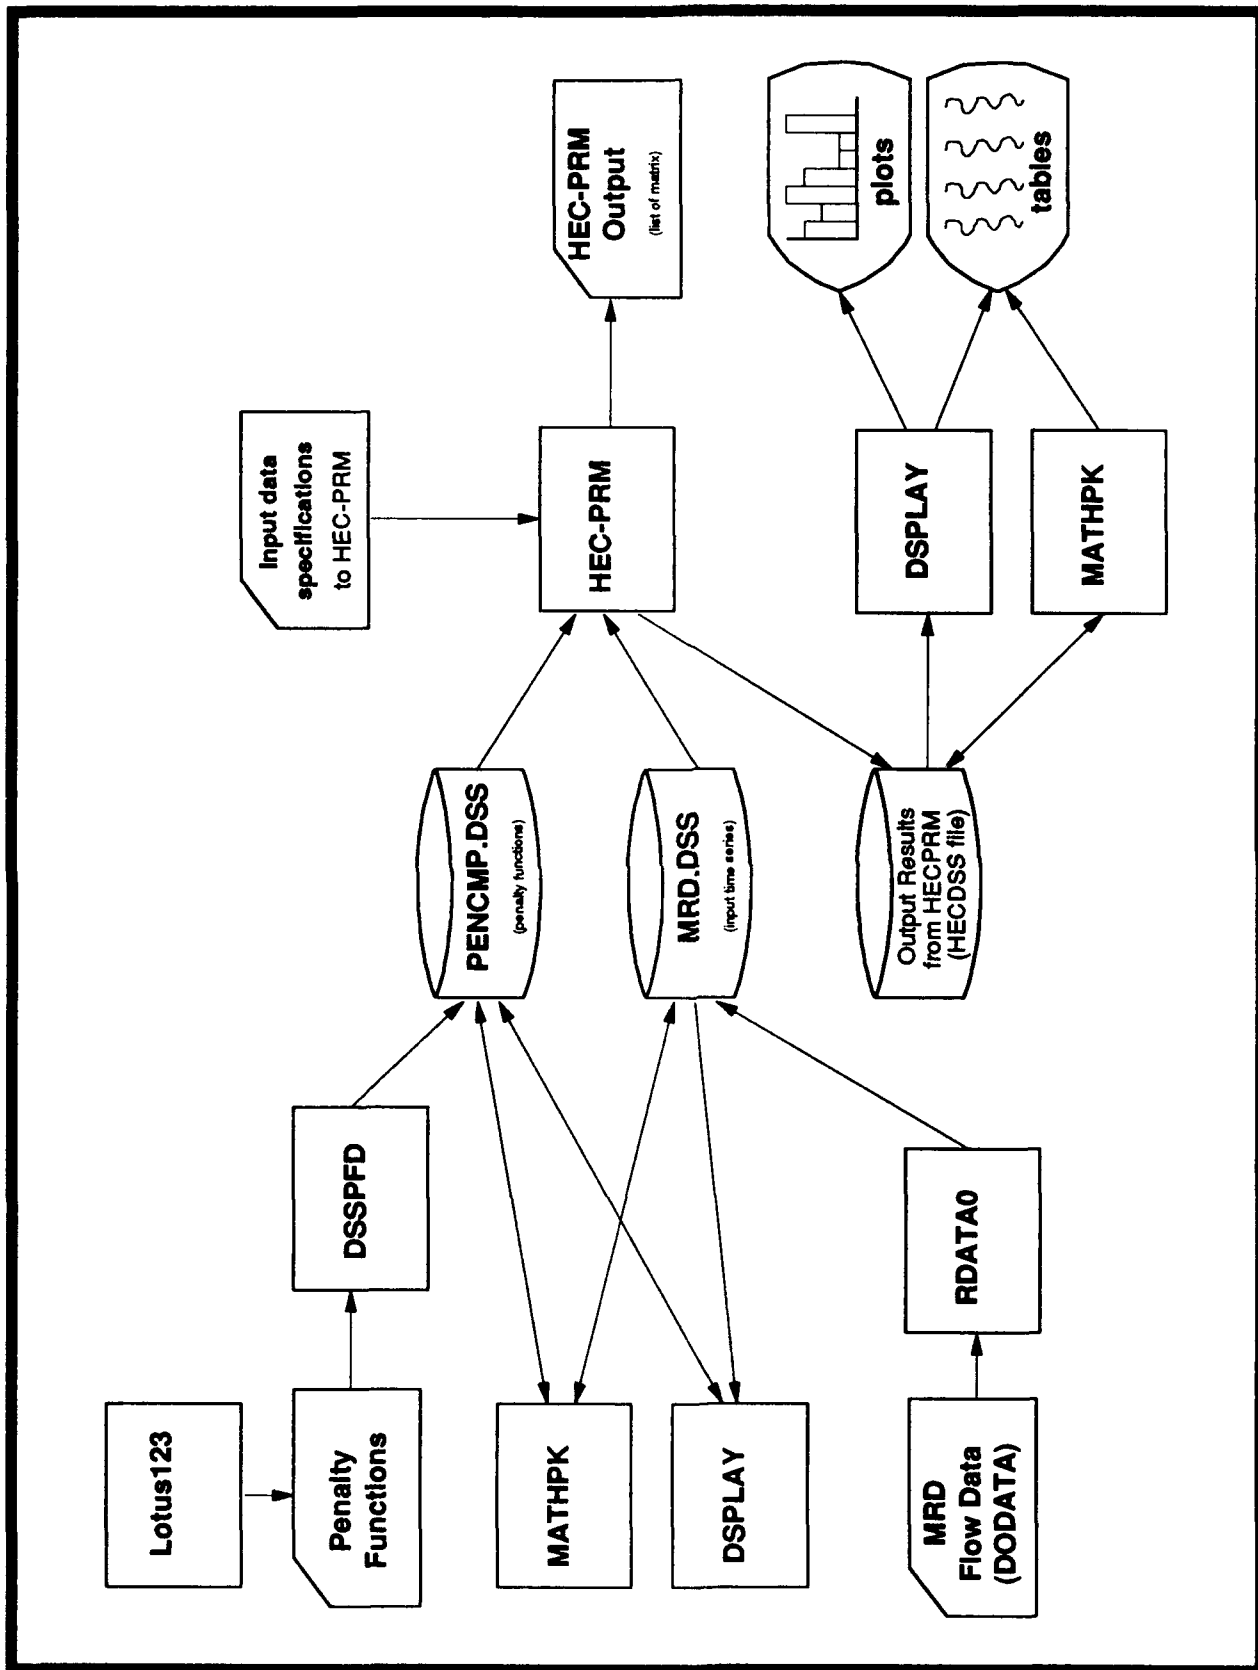 Lotus123
Penalty
Functions
DSSPFD
MATHPK
DSPLAY
MRD
Flow Data
(DODATA)
RDATA0
PENCMP.DSS
(penalty functions)
MRD.DSS
(input time series)
Output Results
from HECPRM
(HECDSS file)
Input data
specifications
to HEC-PRM
HEC-PRM
HEC-PRM
Output
(list of matrix)
DSPLAY
MATHPK
plots
tables